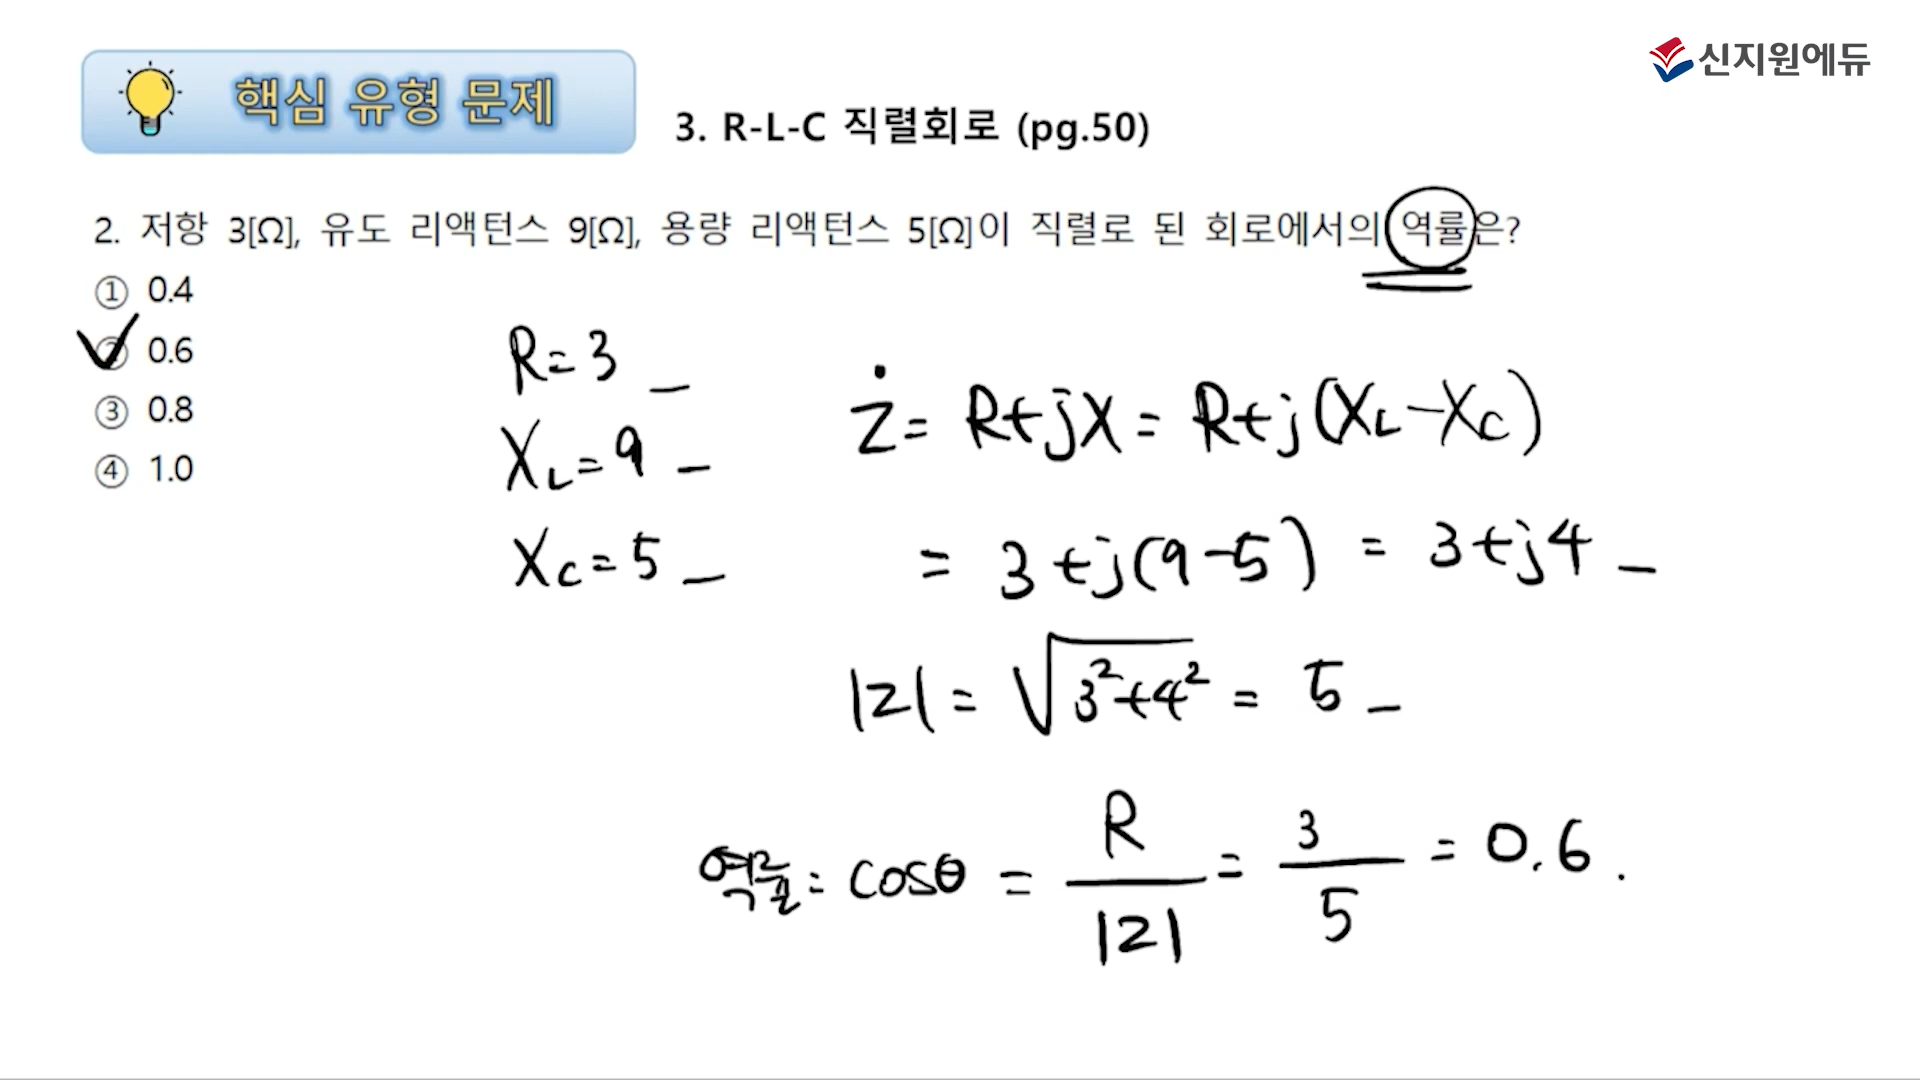 신지원에듀
핵심 유형 문제
3. R-L-C 직렬회로 (pg.50)
2. 저항 3[Ω], 유도 리액턴스 9[Ω], 용량 리액턴스 5[Ω]이 직렬로 된 회로에서의 역률은?
① 0.4
② 0.6
③ 0.8
④ 1.0
R=3
X_L=9
X_C=5
Ż= R+jX= R+j(X_L-X_C)
= 3+j(9-5) = 3+j4
|Z|= √3²+4² = 5
역률= cosθ = R/|Z| = 3/5 = 0.6.